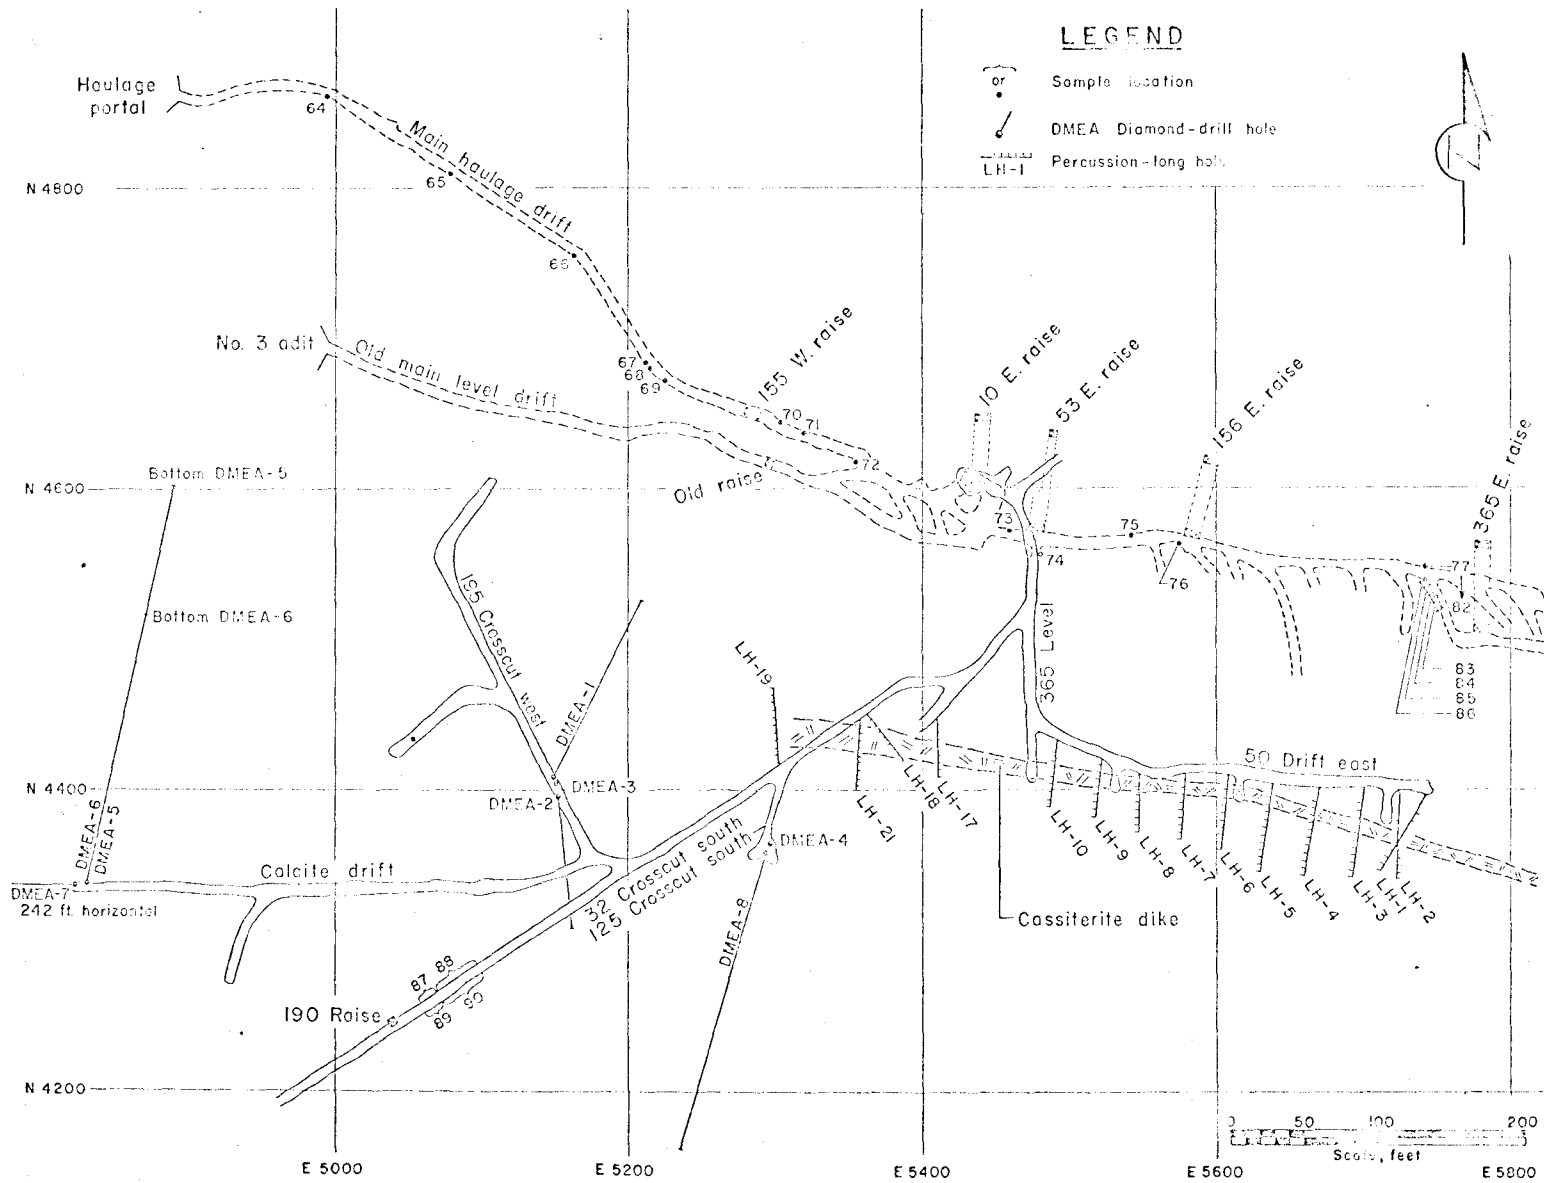 LEGEND
or
Sample location
DMEA Diamond-drill hole
LH-1
Percussion-long hole
Haulage
portal
64
Main haulage drift
65
N 4800
66
No. 3 adit
Old main level drift
67
68
69
155 W. raise
70
71
72
10 E. raise
53 E. raise
156 E. raise
365 E. raise
Old raise
Bottom DMEA-5
N 4600
73
74
75
76
77
82
83
84
85
86
Bottom DMEA-6
195 Crosscut west
DMEA-1
LH-19
365 Level
50 Drift east
N 4400
DMEA-3
DMEA-2
DMEA-6
DMEA-5
DMEA-4
LH-21
LH-18
LH-17
LH-10
LH-9
LH-8
LH-7
LH-6
LH-5
LH-4
LH-3
LH-1
LH-2
Calcite drift
DMEA-7
242 ft. horizontal
32 Crosscut south
125 Crosscut south
DMEA-8
Cassiterite dike
87
88
89
90
190 Raise
N 4200
0 50 100 200
Scale, feet
E 5000
E 5200
E 5400
E 5600
E 5800